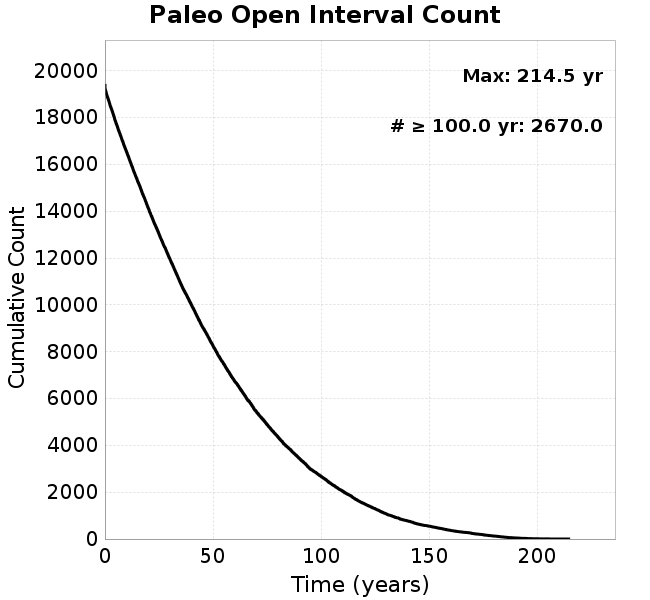 Paleo Open Interval Count
Max: 214.5 yr
# ≥ 100.0 yr: 2670.0
Cumulative Count
20000
18000
16000
14000
12000
10000
8000
6000
4000
2000
0
0 50 100 150 200
Time (years)